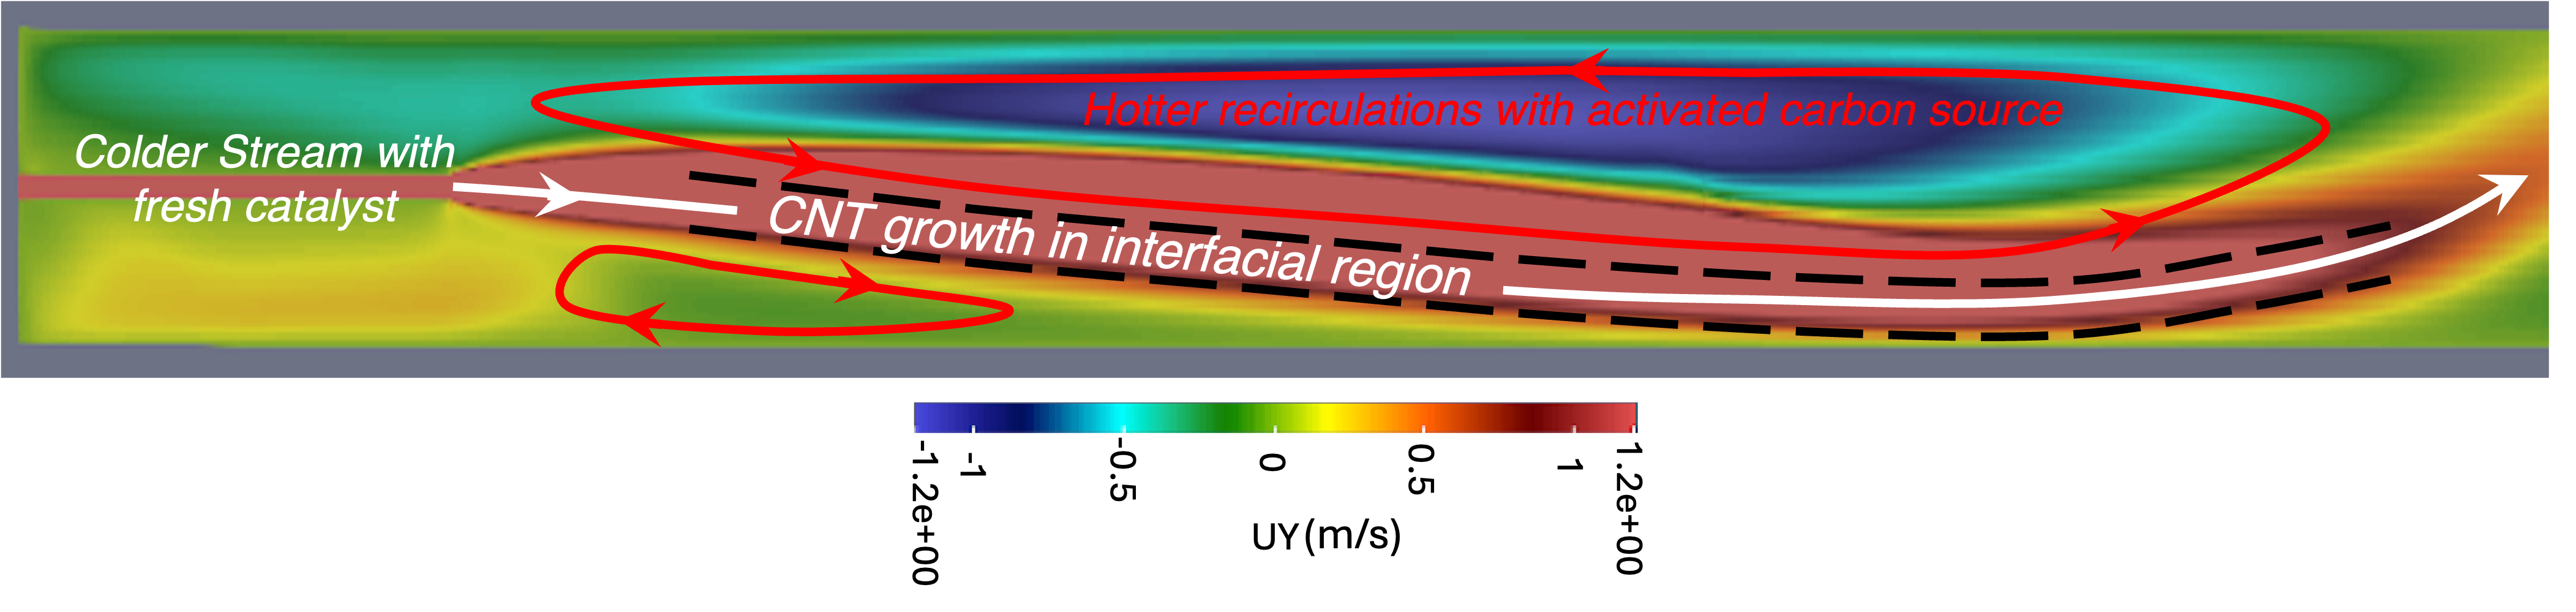 Hotter recirculations with activated carbon source
Colder Stream with
fresh catalyst
CNT growth in interfacial region
-1.2e+00
-1
-0.5
0
0.5
1
1.2e+00
UY(m/s)